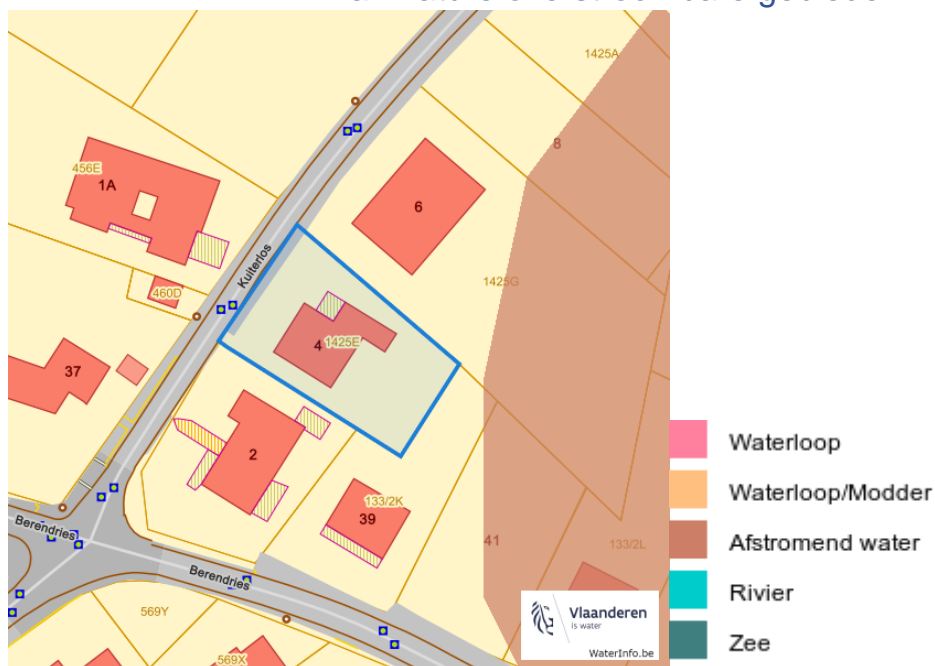 1425A
8
456E
1A
6
Kuiterlos
1425G
460D
4
1425E
37
2
133/2K
39
Berendries
41
133/2L
Berendries
569Y
569X
Vlaanderen
is water
WaterInfo.be
Waterloop
Waterloop/Modder
Afstromend water
Rivier
Zee